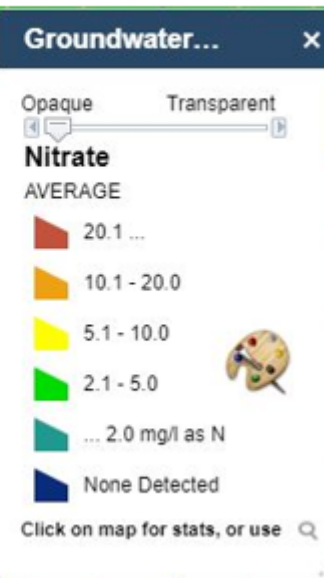 Groundwater... ×
Opaque Transparent
Nitrate
AVERAGE
20.1 ...
10.1 - 20.0
5.1 - 10.0
2.1 - 5.0
... 2.0 mg/l as N
None Detected
Click on map for stats, or use